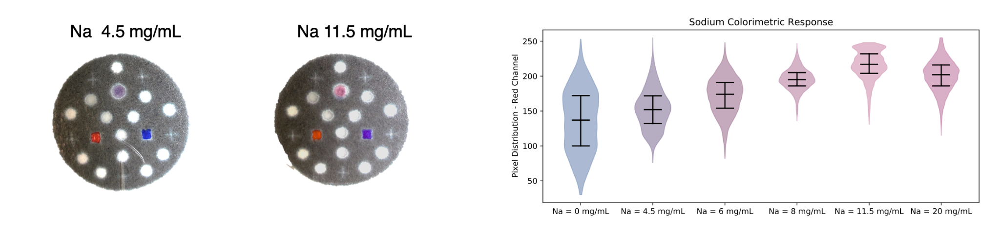 Na 4.5 mg/mL
Na 11.5 mg/mL
Sodium Colorimetric Response
Pixel Distribution - Red Channel
250
200
150
100
50
Na = 0 mg/mL
Na = 4.5 mg/mL
Na = 6 mg/mL
Na = 8 mg/mL
Na = 11.5 mg/mL
Na = 20 mg/mL